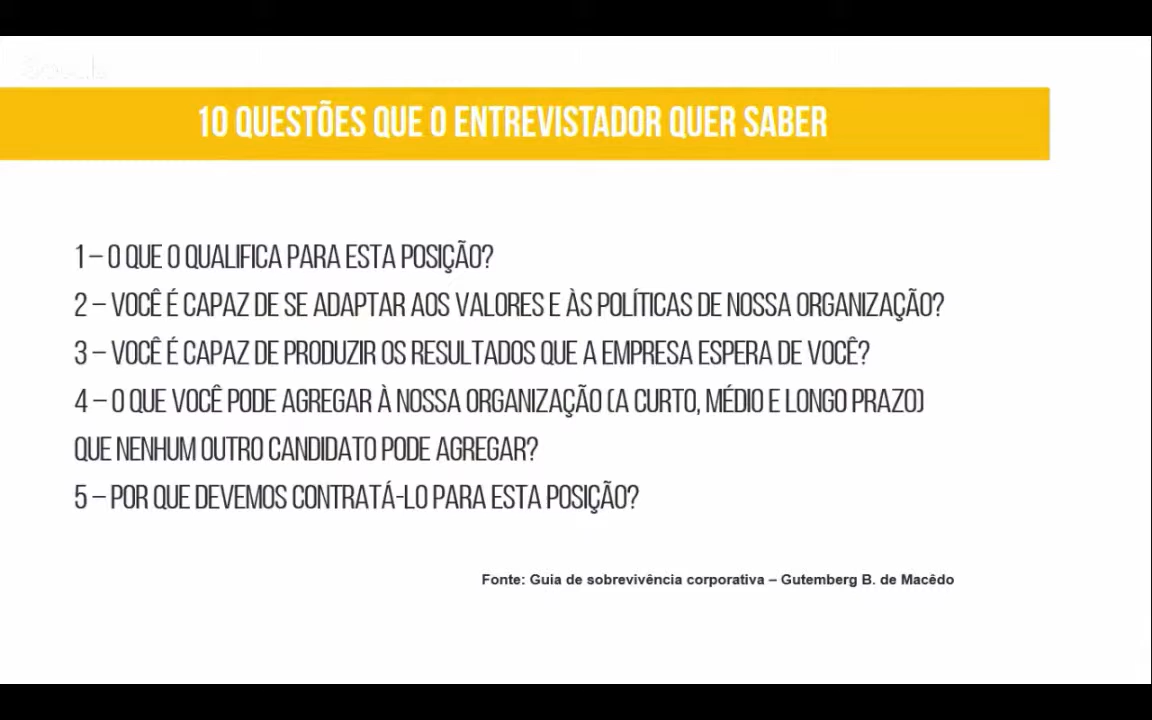 10 QUESTÕES QUE O ENTREVISTADOR QUER SABER
1 – O QUE O QUALIFICA PARA ESTA POSIÇÃO?
2 – VOCÊ É CAPAZ DE SE ADAPTAR AOS VALORES E ÀS POLÍTICAS DE NOSSA ORGANIZAÇÃO?
3 – VOCÊ É CAPAZ DE PRODUZIR OS RESULTADOS QUE A EMPRESA ESPERA DE VOCÊ?
4 – O QUE VOCÊ PODE AGREGAR À NOSSA ORGANIZAÇÃO (A CURTO, MÉDIO E LONGO PRAZO)
QUE NENHUM OUTRO CANDIDATO PODE AGREGAR?
5 – POR QUE DEVEMOS CONTRATÁ-LO PARA ESTA POSIÇÃO?
Fonte: Guia de sobrevivência corporativa – Gutemberg B. de Macêdo